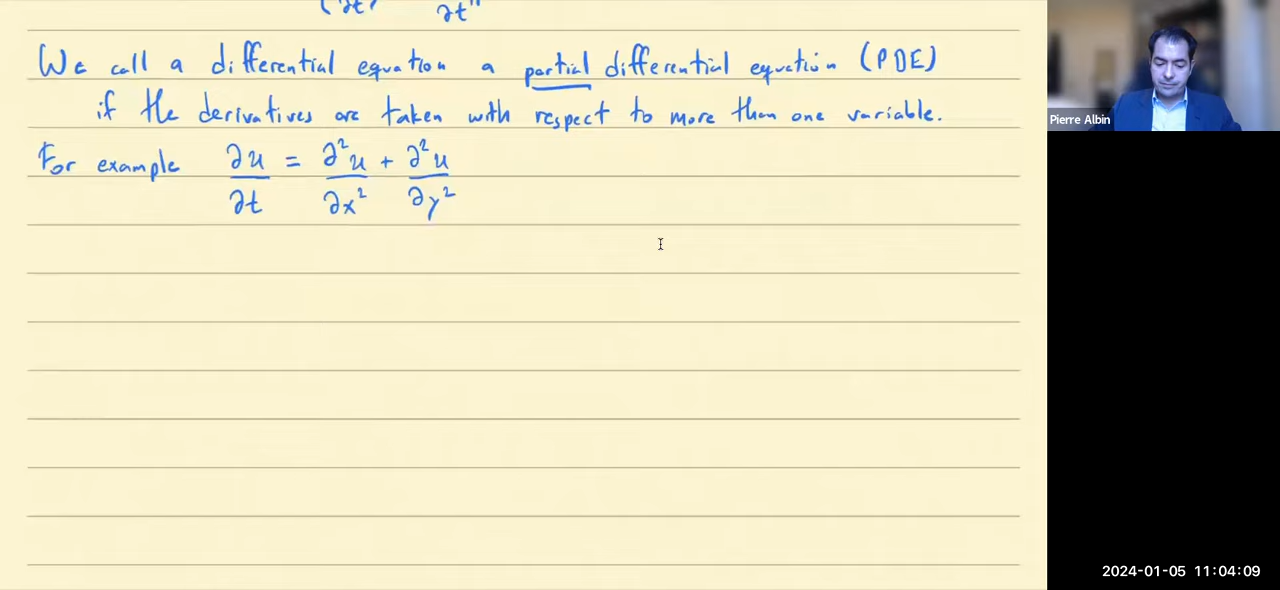 (∂t) ∂tⁿ
We call a differential equation a partial differential equation (PDE)
if the derivatives are taken with respect to more than one variable.
For example ∂u/∂t = ∂²u/∂x² + ∂²u/∂y²
Pierre Albin
2024-01-05 11:04:09